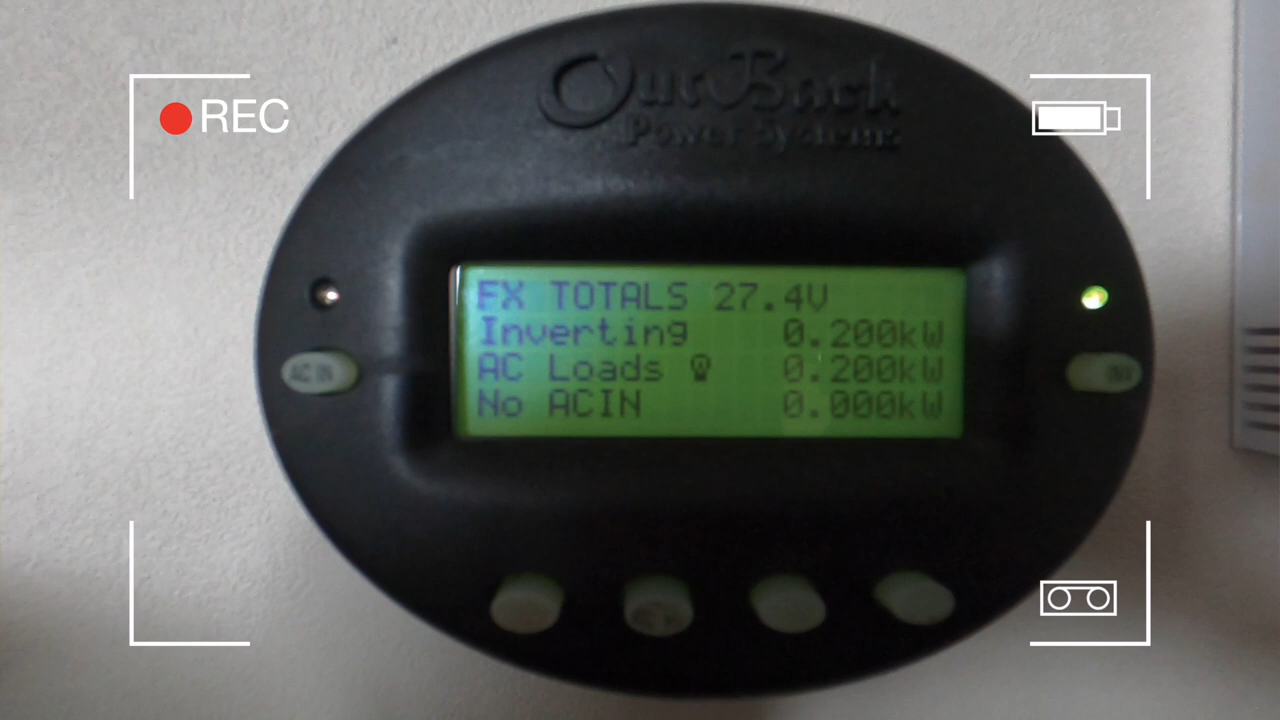 REC
OutBack
Power Systems
FX TOTALS 27.4V
Inverting 0.200kW
AC Loads 0.200kW
No ACIN 0.000kW
AC IN
INV